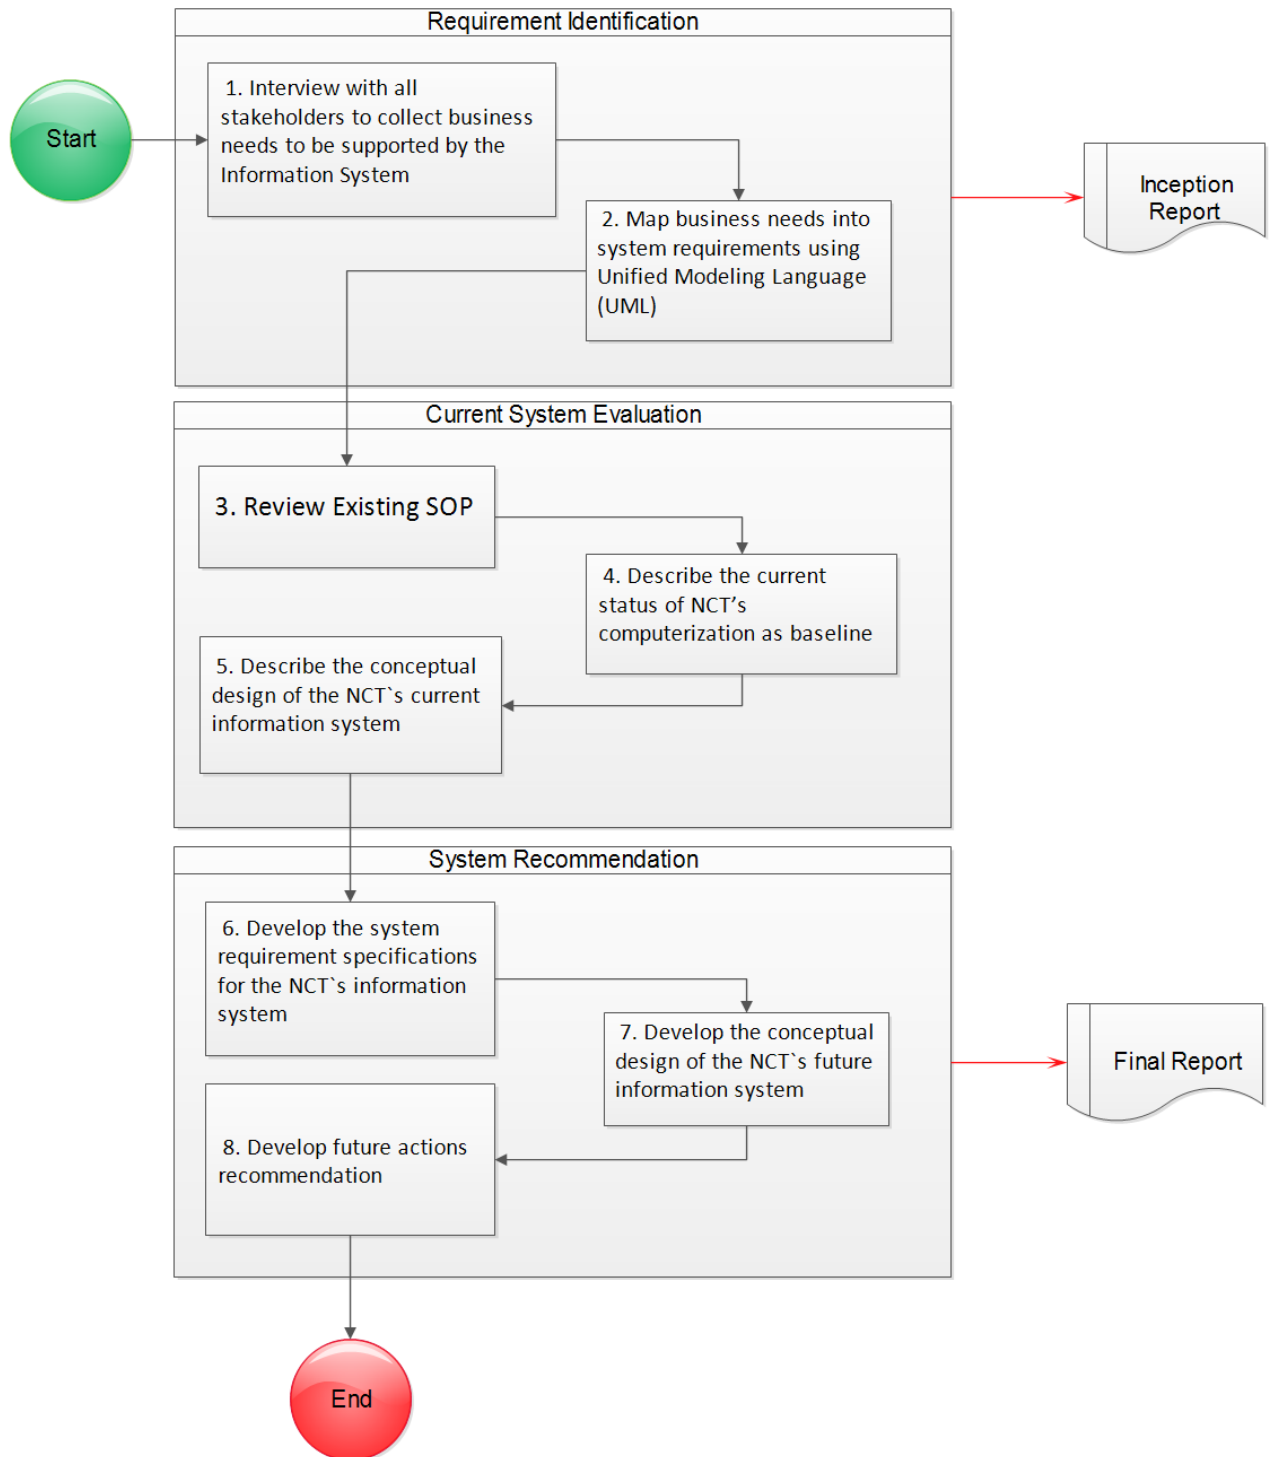 Requirement Identification
Start
1. Interview with all
stakeholders to collect business
needs to be supported by the
Information System
2. Map business needs into
system requirements using
Unified Modeling Language
(UML)
Inception
Report
Current System Evaluation
3. Review Existing SOP
4. Describe the current
status of NCT’s
computerization as baseline
5. Describe the conceptual
design of the NCT`s current
information system
System Recommendation
6. Develop the system
requirement specifications
for the NCT`s information
system
7. Develop the conceptual
design of the NCT`s future
information system
Final Report
8. Develop future actions
recommendation
End